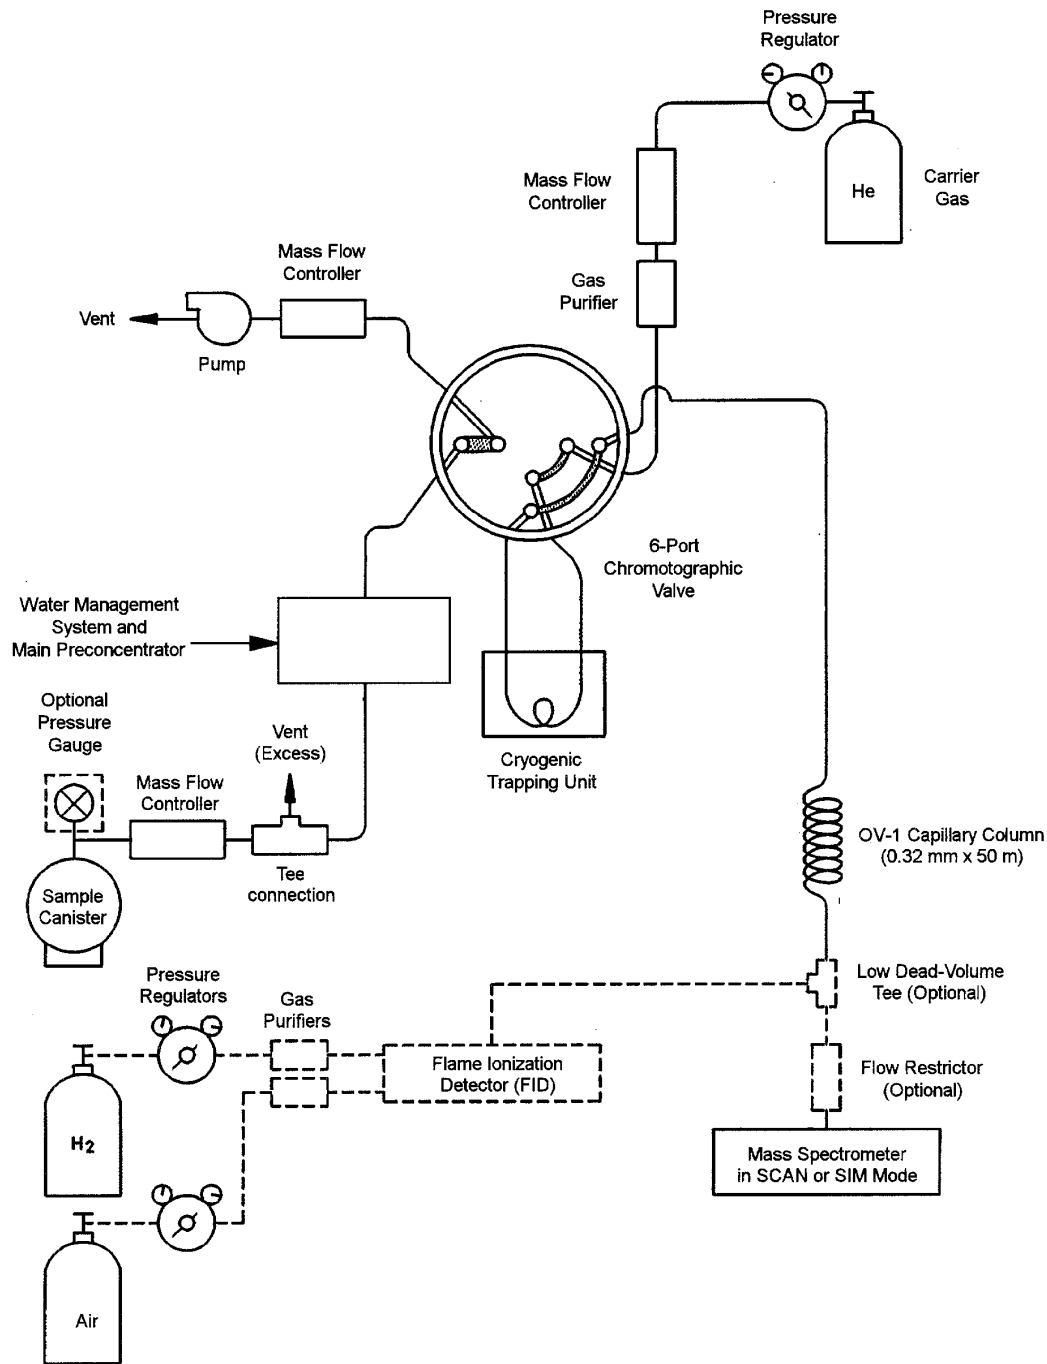 Pressure
Regulator
Mass Flow
Controller
He
Carrier
Gas
Mass Flow
Controller
Gas
Purifier
Vent
Pump
6-Port
Chromotographic
Valve
Water Management
System and
Main Preconcentrator
Optional
Pressure
Gauge
Vent
(Excess)
Cryogenic
Trapping Unit
Mass Flow
Controller
OV-1 Capillary Column
(0.32 mm x 50 m)
Tee
connection
Sample
Canister
Pressure
Regulators
Gas
Purifiers
Low Dead-Volume
Tee (Optional)
Flame Ionization
Detector (FID)
Flow Restrictor
(Optional)
H2
Mass Spectrometer
in SCAN or SIM Mode
Air